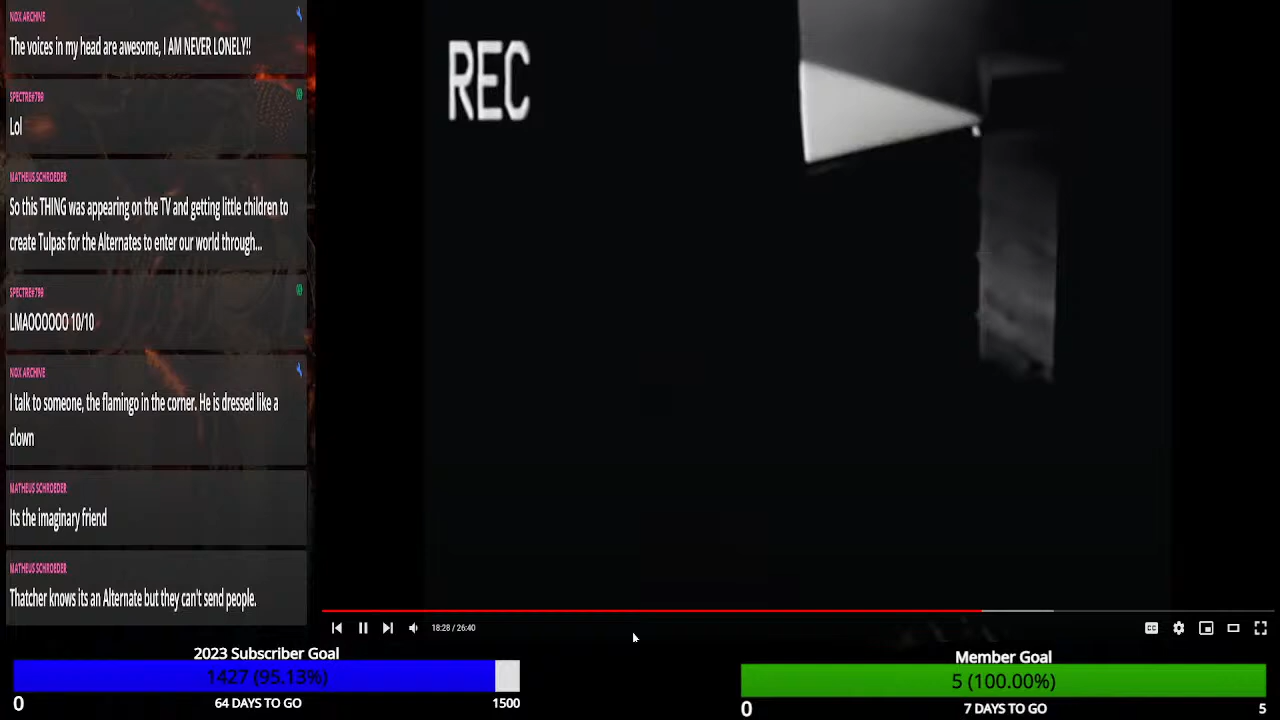 NOX ARCHIVE
The voices in my head are awesome, I AM NEVER LONELY!!
SPECTRE#799
Lol
MATHEUS SCHROEDER
So this THING was appearing on the TV and getting little children to
create Tulpas for the Alternates to enter our world through...
SPECTRE#799
LMAOOOOOO 10/10
NOX ARCHIVE
I talk to someone, the flamingo in the corner. He is dressed like a
clown
MATHEUS SCHROEDER
Its the imaginary friend
MATHEUS SCHROEDER
Thatcher knows its an Alternate but they can't send people.
REC
18:28 / 26:40
CC
2023 Subscriber Goal
1427 (95.13%)
0
64 DAYS TO GO
1500
Member Goal
5 (100.00%)
0
7 DAYS TO GO
5